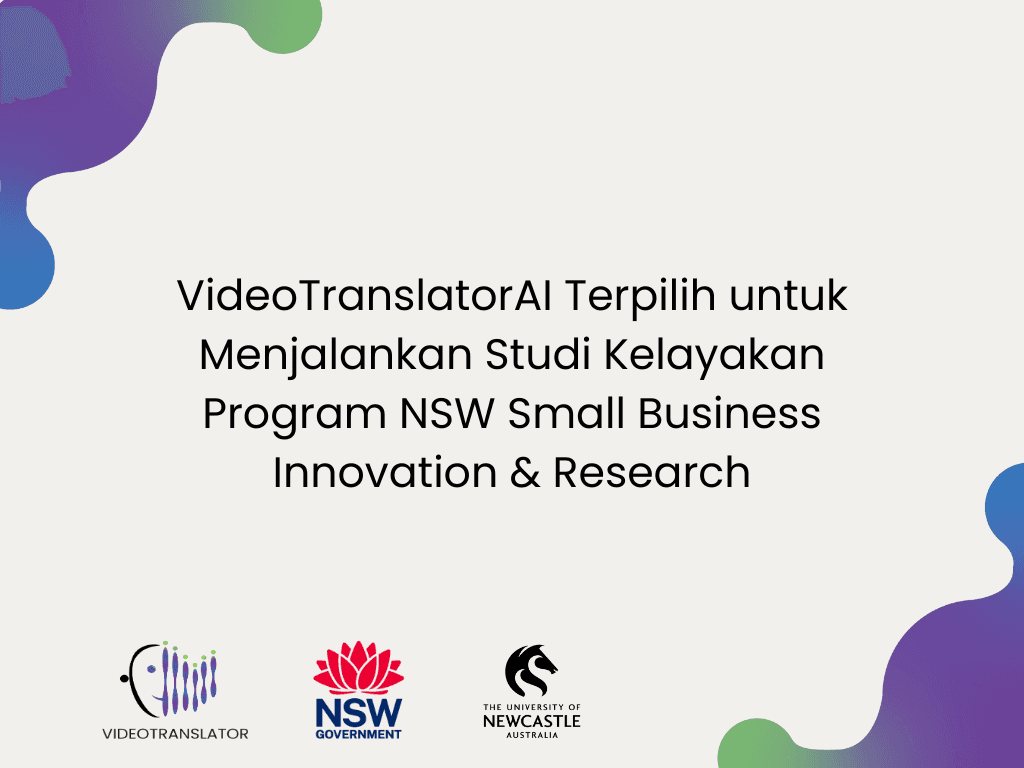 VideoTranslatorAI Terpilih untuk
Menjalankan Studi Kelayakan
Program NSW Small Business
Innovation & Research
VIDEOTRANSLATOR
NSW
GOVERNMENT
THE UNIVERSITY OF
NEWCASTLE
AUSTRALIA